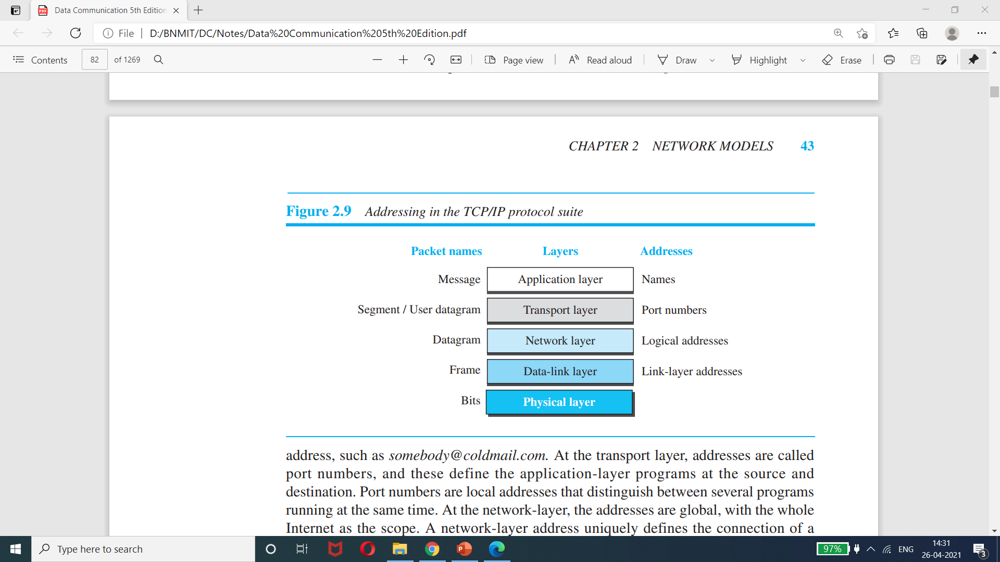 Data Communication 5th Edition
File
D:/BNMIT/DC/Notes/Data%20Communication%205th%20Edition.pdf
Contents
82 of 1269
Page view
Read aloud
Draw
Highlight
Erase
CHAPTER 2 NETWORK MODELS 43
Figure 2.9 Addressing in the TCP/IP protocol suite
Packet names Layers Addresses
Message Application layer Names
Segment / User datagram Transport layer Port numbers
Datagram Network layer Logical addresses
Frame Data-link layer Link-layer addresses
Bits Physical layer
address, such as somebody@coldmail.com. At the transport layer, addresses are called
port numbers, and these define the application-layer programs at the source and
destination. Port numbers are local addresses that distinguish between several programs
running at the same time. At the network-layer, the addresses are global, with the whole
Internet as the scope. A network-layer address uniquely defines the connection of a
Type here to search
97%
ENG
14:31
26-04-2021
3